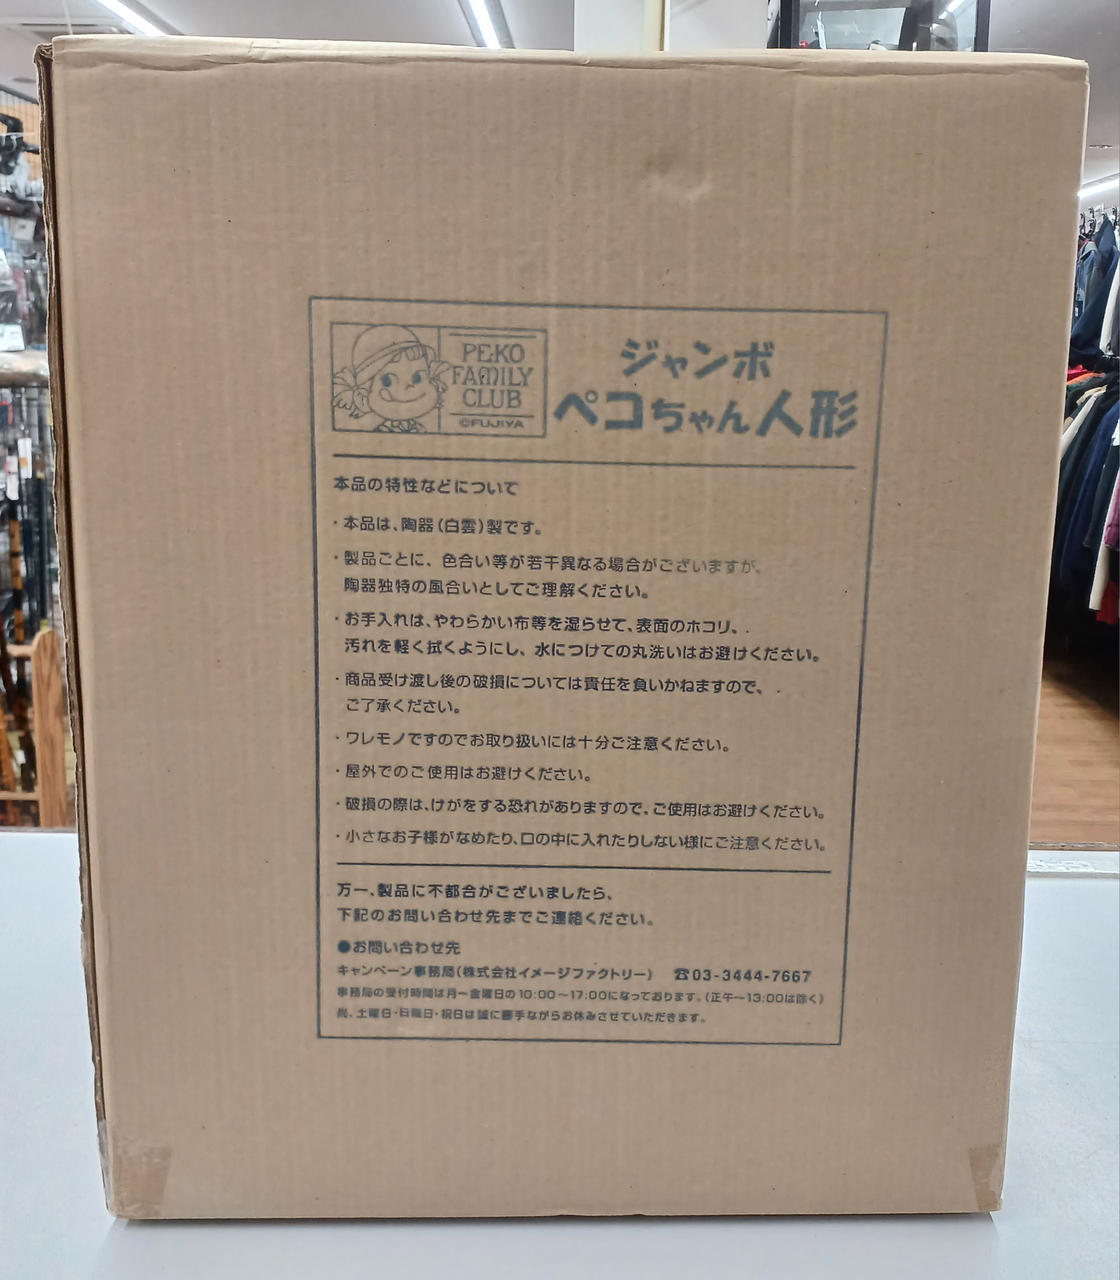 PEKO
FAMILY
CLUB
©FUJIYA
ジャンボ
ペコちゃん人形
本品の特性などについて
・本品は、陶器(白雲)製です。
・製品ごとに、色合い等が若干異なる場合がございますが、
陶器独特の風合いとしてご理解ください。
・お手入れは、やわらかい布等を湿らせて、表面のホコリ、
汚れを軽く拭くようにし、水につけての丸洗いはお避けください。
・商品受け渡し後の破損については責任を負いかねますので、
ご了承ください。
・ワレモノですのでお取り扱いには十分ご注意ください。
・屋外でのご使用はお避けください。
・破損の際は、けがをする恐れがありますので、ご使用はお避けください。
・小さなお子様がなめたり、口の中に入れたりしない様にご注意ください。
万一、製品に不都合がございましたら、
下記のお問い合わせ先までご連絡ください。
●お問い合わせ先
キャンペーン事務局(株式会社イメージファクトリー) ☎03-3444-7667
事務局の受付時間は月〜金曜日の10:00〜17:00になっております。(正午〜13:00は除く)
尚、土曜日・日曜日・祝日は誠に勝手ながらお休みさせていただきます。